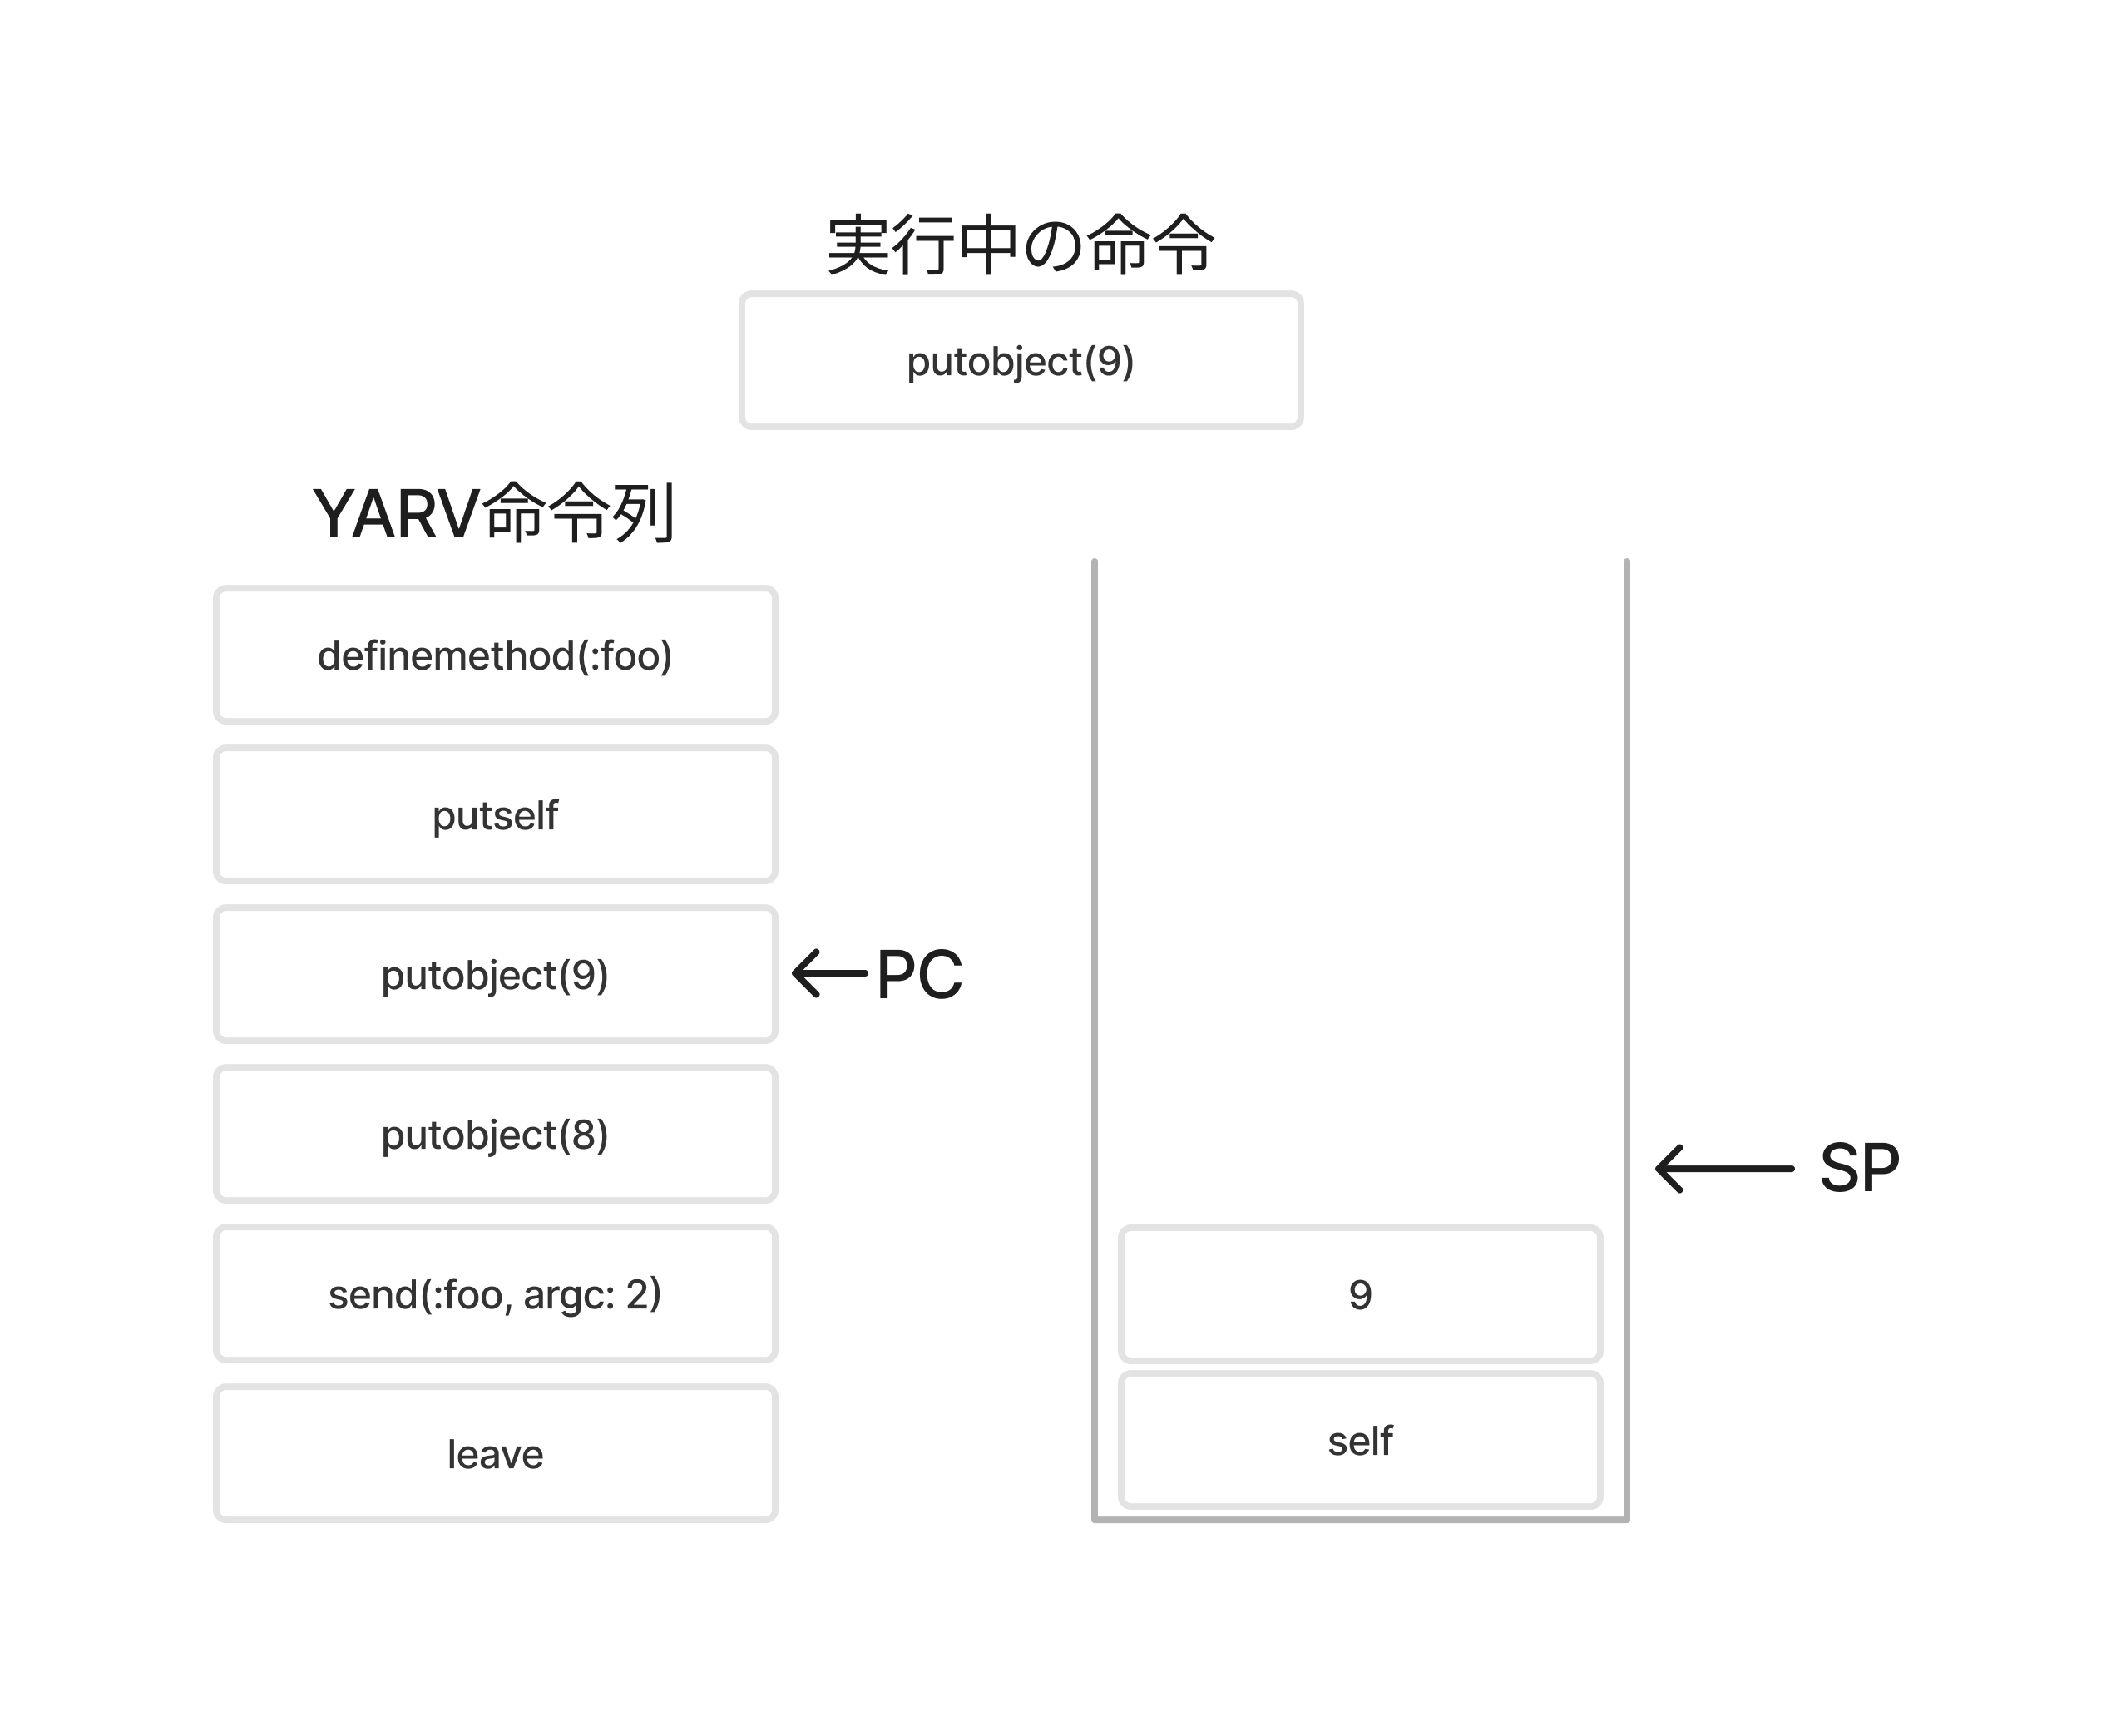 実行中の命令
putobject(9)
YARV命令列
definemethod(:foo)
putself
putobject(9)
PC
putobject(8)
send(:foo, argc: 2)
leave
SP
9
self